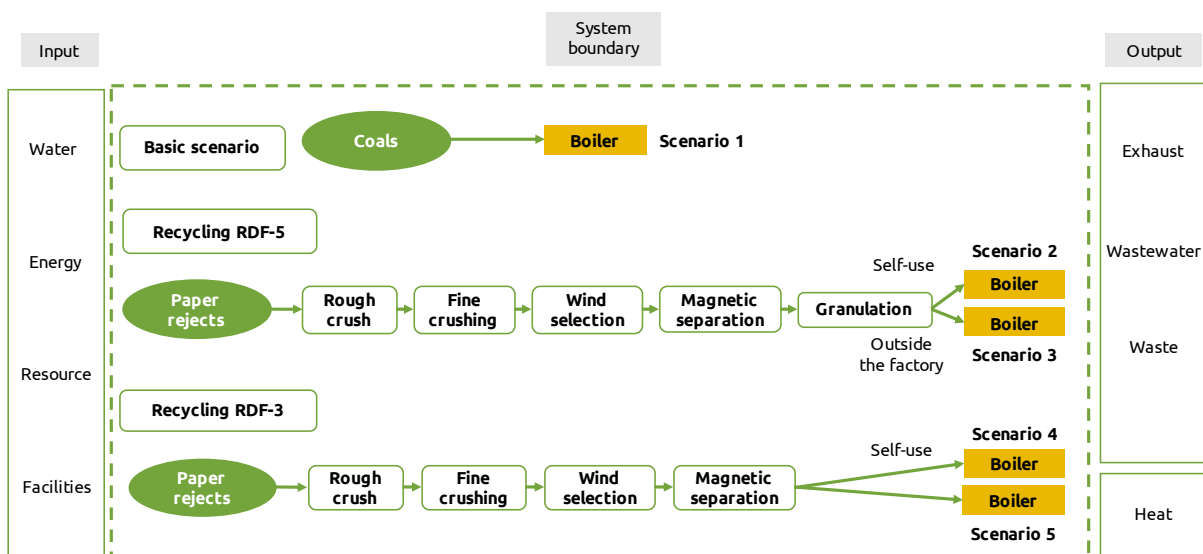 Input
System
boundary
Output
Water
Energy
Resource
Facilities
Basic scenario
Coals
Boiler
Scenario 1
Recycling RDF-5
Paper
rejects
Rough
crush
Fine
crushing
Wind
selection
Magnetic
separation
Granulation
Self-use
Outside
the factory
Scenario 2
Boiler
Boiler
Scenario 3
Recycling RDF-3
Paper
rejects
Rough
crush
Fine
crushing
Wind
selection
Magnetic
separation
Self-use
Scenario 4
Boiler
Boiler
Scenario 5
Exhaust
Wastewater
Waste
Heat